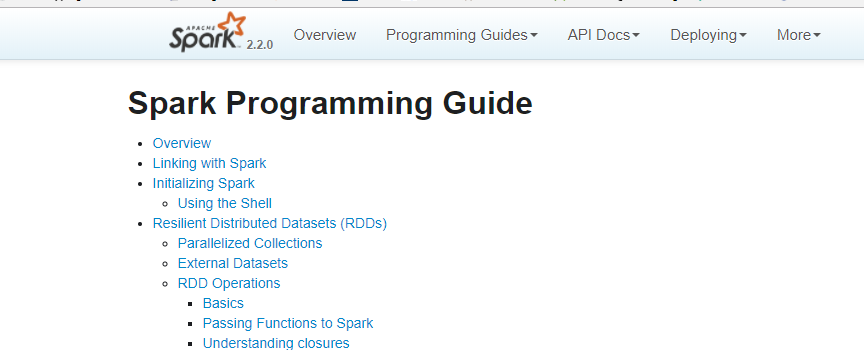 APACHE
Spark 2.2.0 Overview Programming Guides API Docs Deploying More
Spark Programming Guide
Overview
Linking with Spark
Initializing Spark
Using the Shell
Resilient Distributed Datasets (RDDs)
Parallelized Collections
External Datasets
RDD Operations
Basics
Passing Functions to Spark
Understanding closures